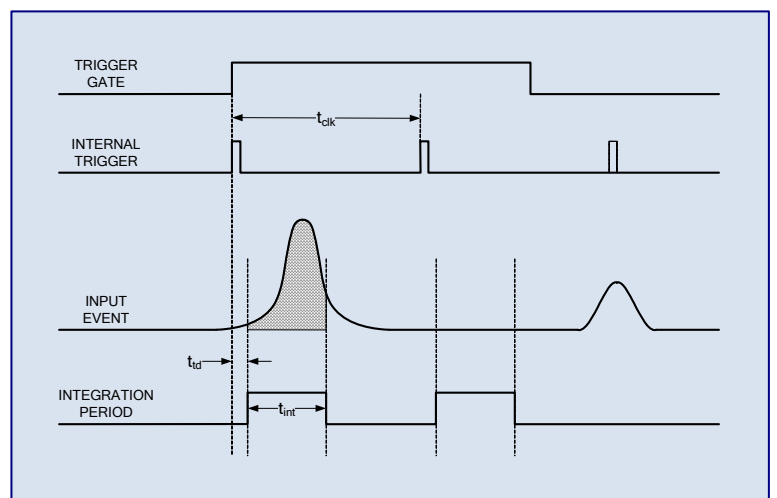 TRIGGER
GATE
t_clk
INTERNAL
TRIGGER
INPUT
EVENT
t_td
INTEGRATION
PERIOD
t_int